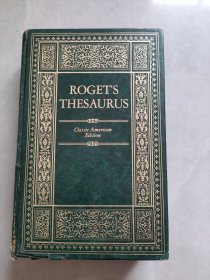 ROGET'S
THESAURUS
Classic American
Edition